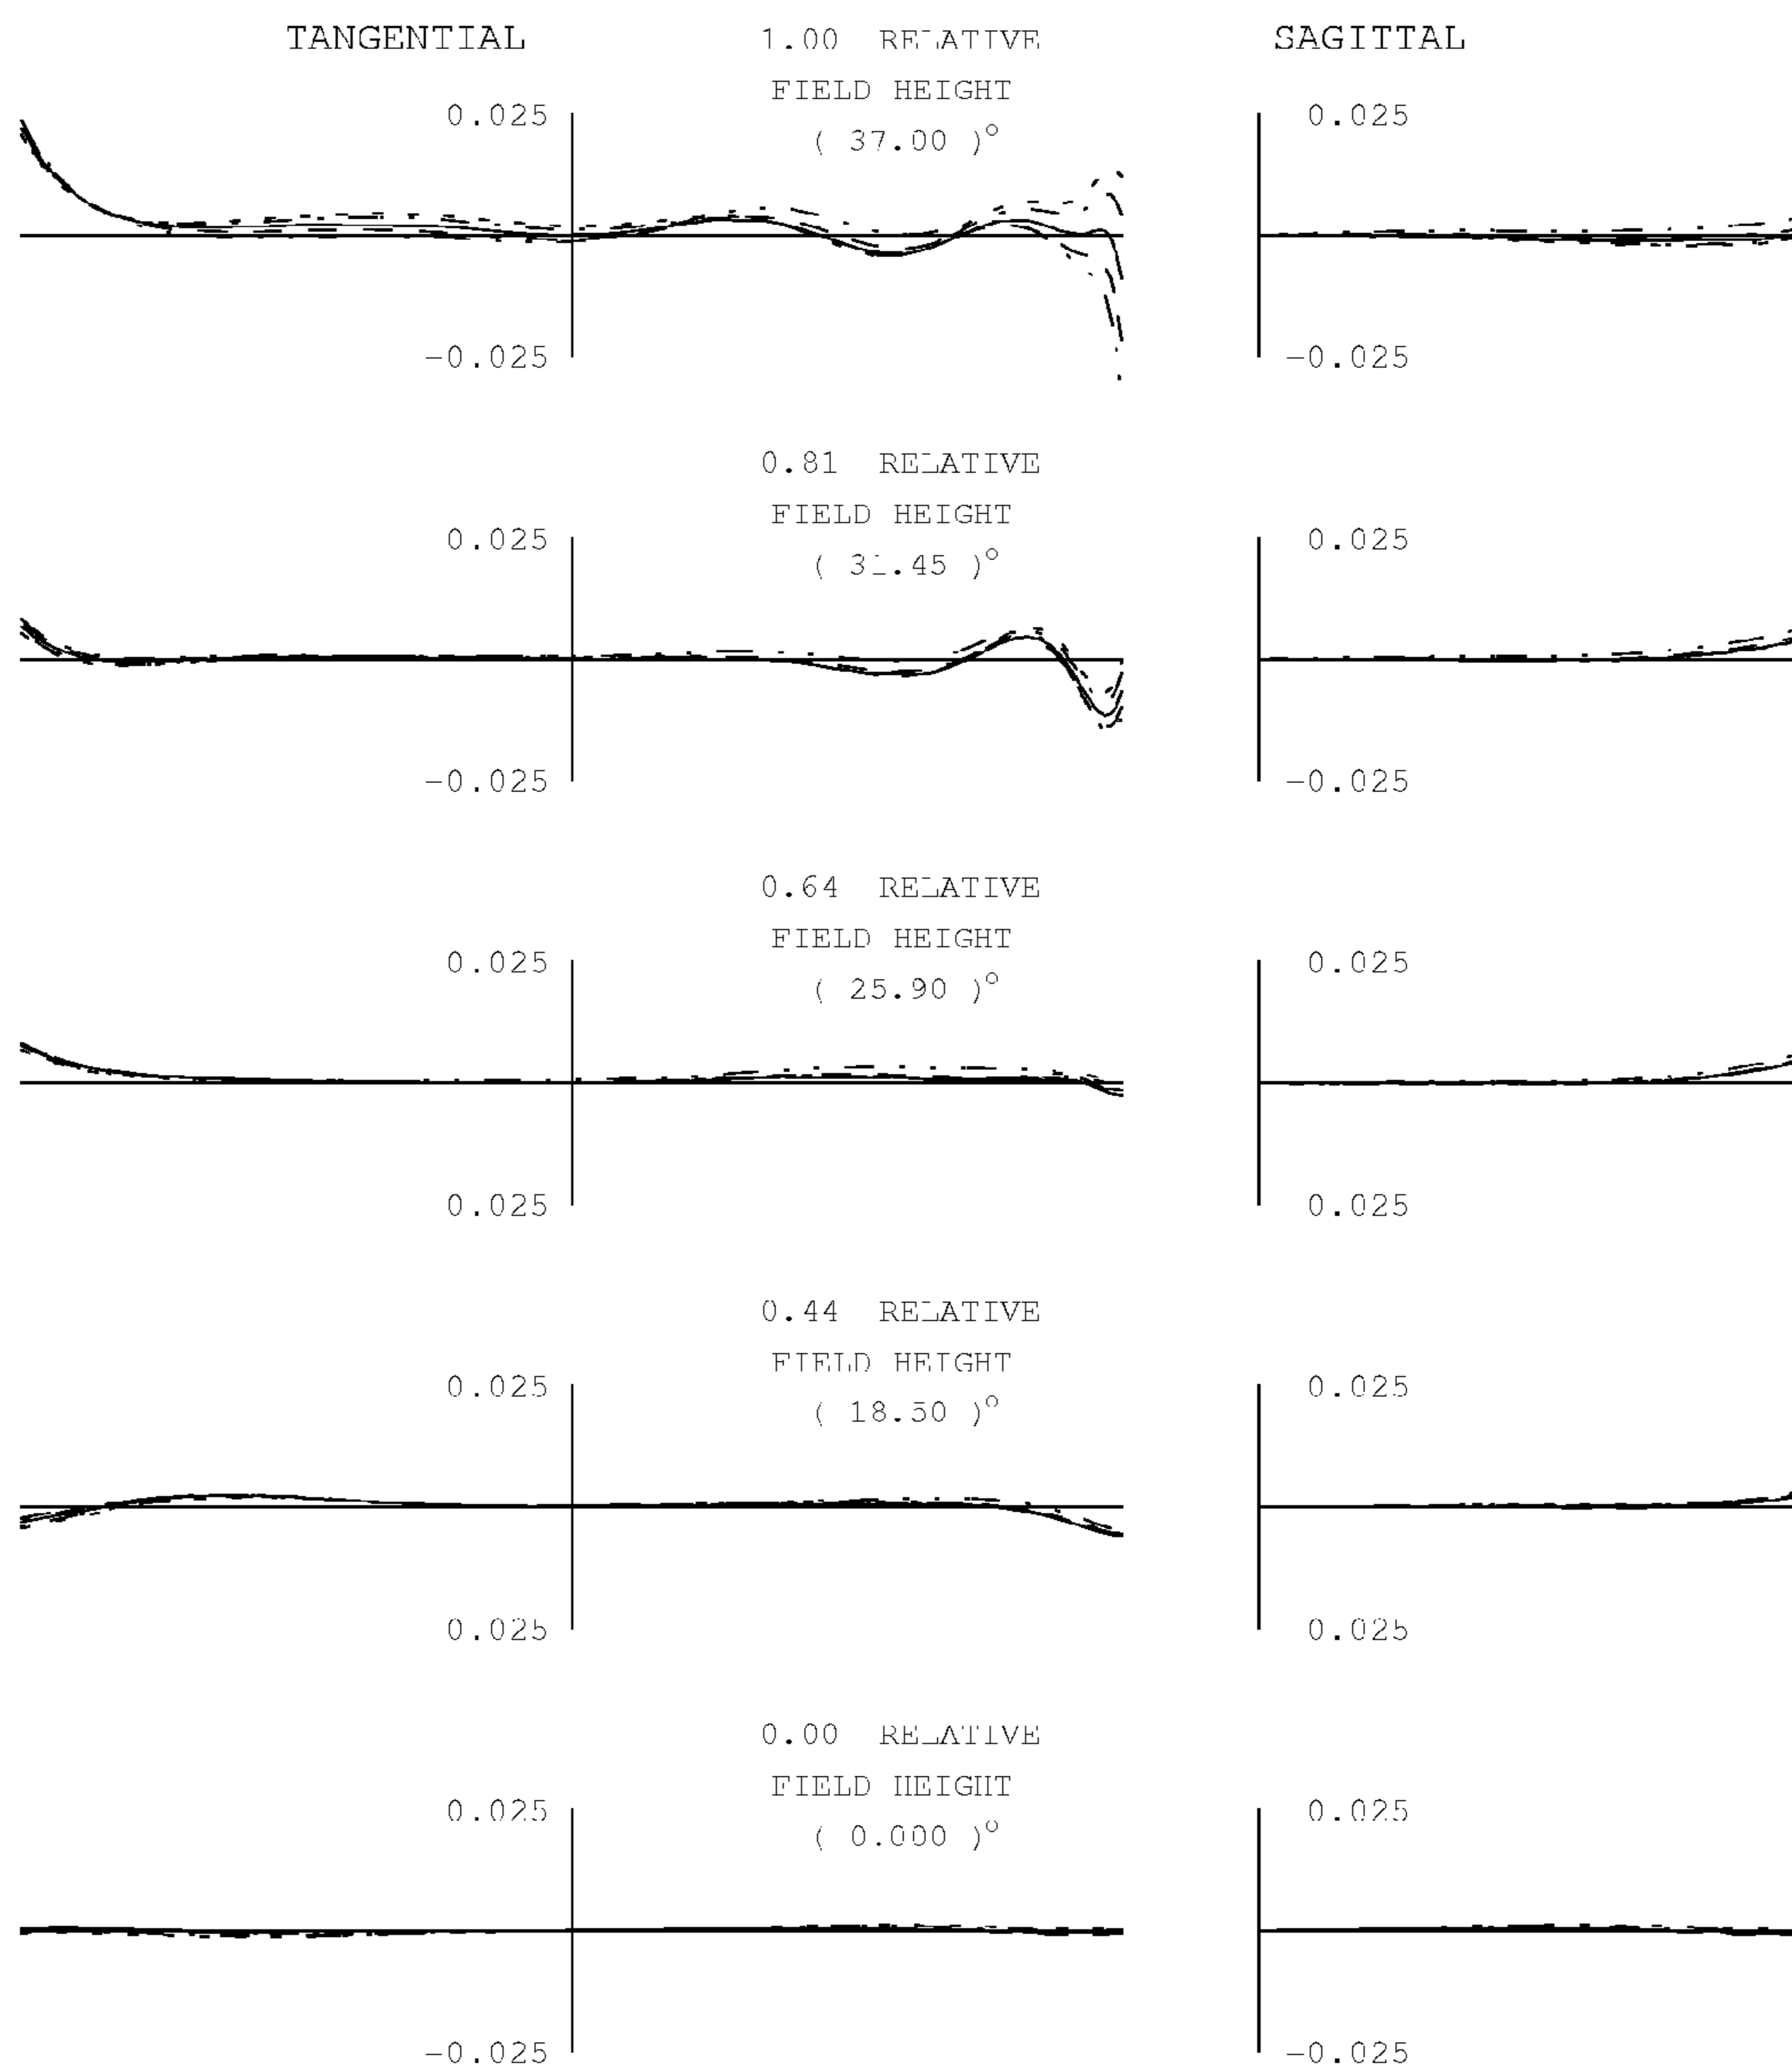 TANGENTIAL
1.00 RELATIVE
FIELD HEIGHT
( 37.00 )°
SAGITTAL
0.025
0.025
-0.025
-0.025
0.81 RELATIVE
FIELD HEIGHT
( 31.45 )°
0.025
0.025
-0.025
-0.025
0.64 RELATIVE
FIELD HEIGHT
( 25.90 )°
0.025
0.025
0.025
0.025
0.44 RELATIVE
FIELD HEIGHT
( 18.50 )°
0.025
0.025
0.025
0.025
0.00 RELATIVE
FIELD HEIGHT
( 0.000 )°
0.025
0.025
-0.025
-0.025